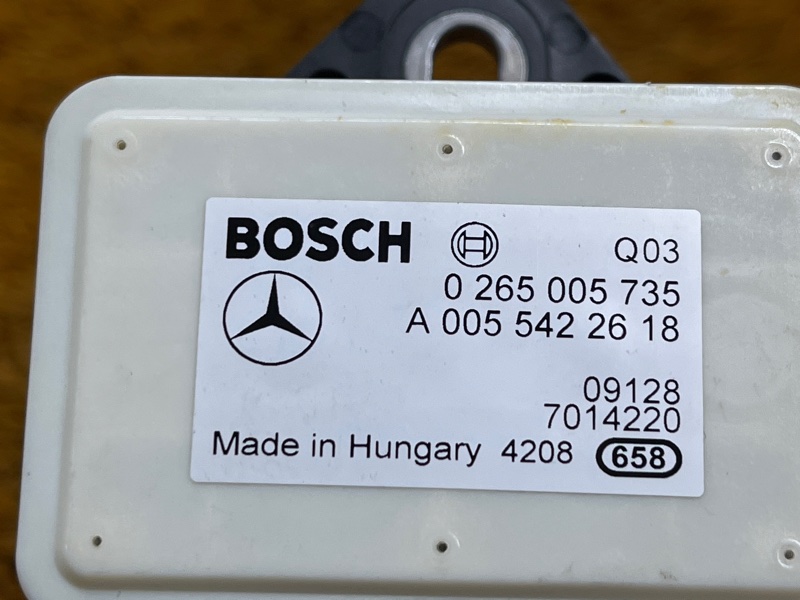 BOSCH Q03
0 265 005 735
A 005 542 26 18
09128
7014220
Made in Hungary 4208 658